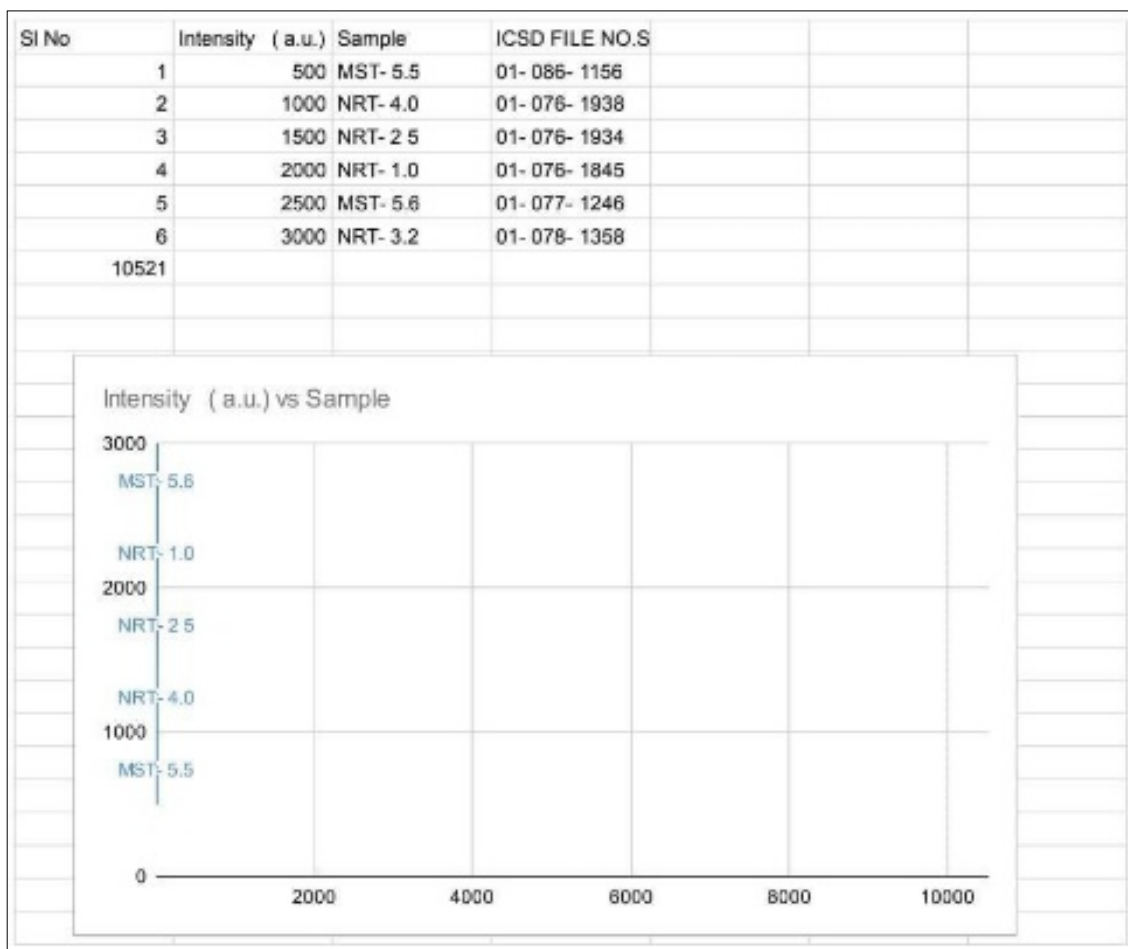 Sl No Intensity ( a.u.) Sample ICSD FILE NO.S
1 500 MST- 5.5 01- 086- 1156
2 1000 NRT- 4.0 01- 076- 1938
3 1500 NRT- 2 5 01- 076- 1934
4 2000 NRT- 1.0 01- 076- 1845
5 2500 MST- 5.6 01- 077- 1246
6 3000 NRT- 3.2 01- 078- 1358
10521
Intensity ( a.u.) vs Sample
3000
MST- 5.6
NRT- 1.0
2000
NRT- 2 5
NRT- 4.0
1000
MST- 5.5
0
2000 4000 6000 8000 10000